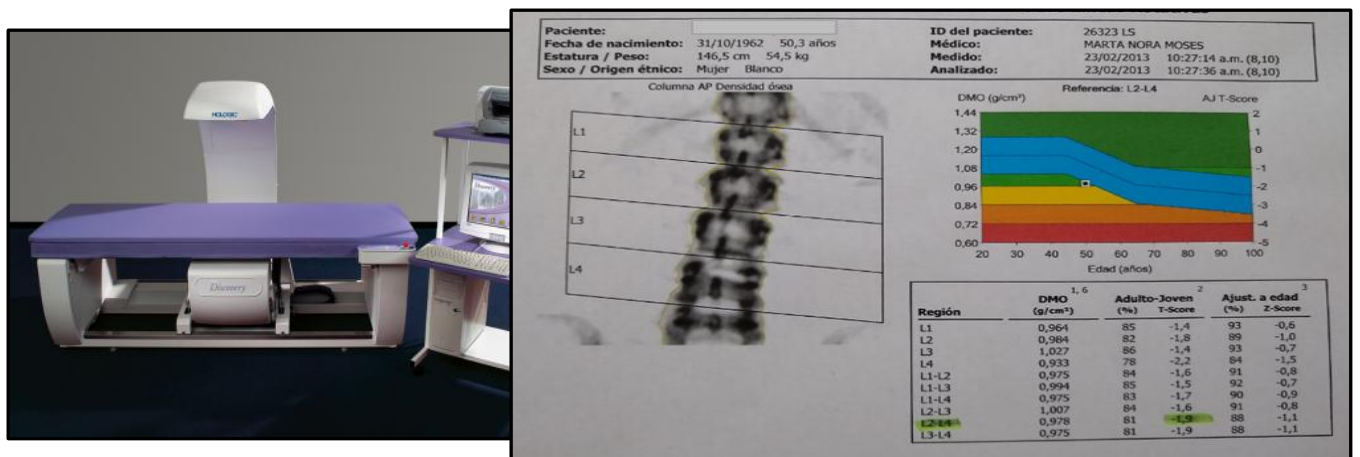 HOLOGIC
Discovery
Discovery
Paciente:
Fecha de nacimiento: 31/10/1962 50,3 años
Estatura / Peso: 146,5 cm 54,5 kg
Sexo / Origen étnico: Mujer Blanco
ID del paciente: 26323 LS
Médico: MARTA NORA MOSES
Medido: 23/02/2013 10:27:14 a.m. (8,10)
Analizado: 23/02/2013 10:27:36 a.m. (8,10)
Columna AP Densidad ósea
L1
L2
L3
L4
Referencia: L2-L4
DMO (g/cm²) AJ T-Score
1,44 2
1,32 1
1,20 0
1,08 -1
0,96 -2
0,84 -3
0,72 -4
0,60 -5
20 30 40 50 60 70 80 90 100
Edad (años)
1, 6 2 3
DMO Adulto-Joven Ajust. a edad
Región (g/cm²) (%) T-Score (%) Z-Score
L1 0,964 85 -1,4 93 -0,6
L2 0,984 82 -1,8 89 -1,0
L3 1,027 86 -1,4 93 -0,7
L4 0,933 78 -2,2 84 -1,5
L1-L2 0,975 84 -1,6 91 -0,8
L1-L3 0,994 85 -1,5 92 -0,7
L1-L4 0,975 83 -1,7 90 -0,9
L2-L3 1,007 84 -1,6 91 -0,8
L2-L4 0,978 81 -1,9 88 -1,1
L3-L4 0,975 81 -1,9 88 -1,1